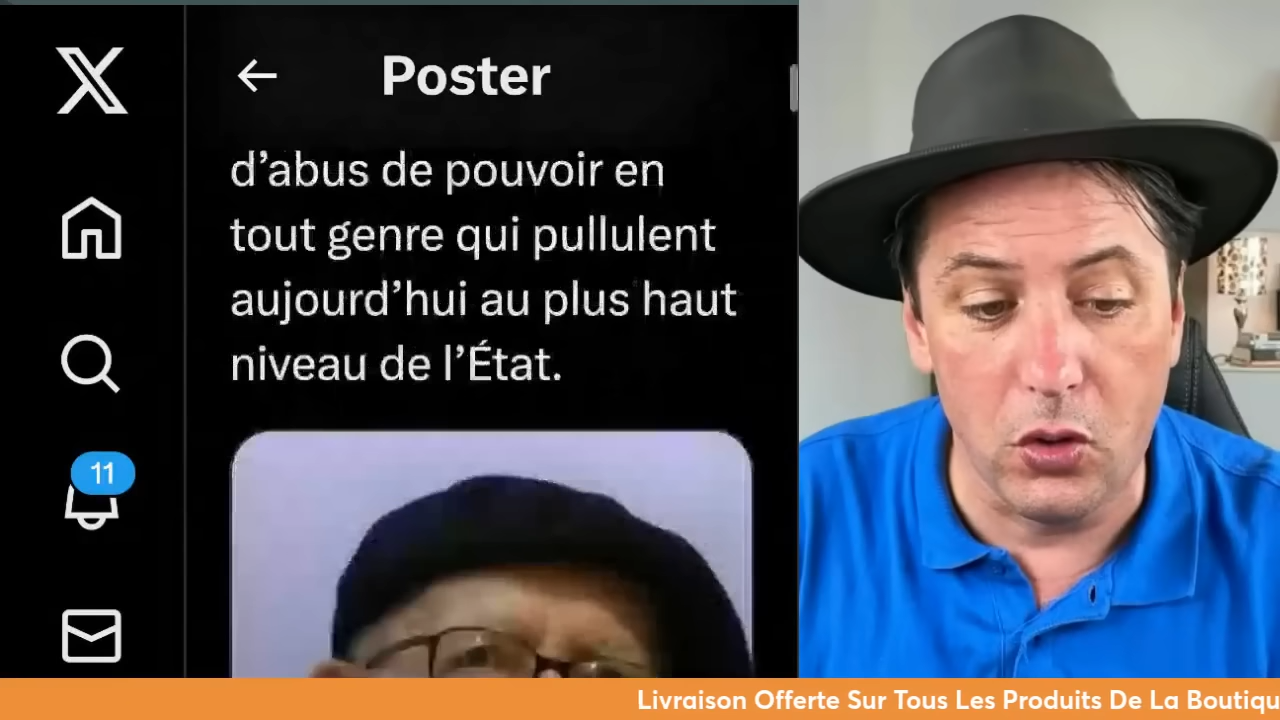 Poster
d’abus de pouvoir en
tout genre qui pullulent
aujourd’hui au plus haut
niveau de l’État.
11
Livraison Offerte Sur Tous Les Produits De La Boutiqu